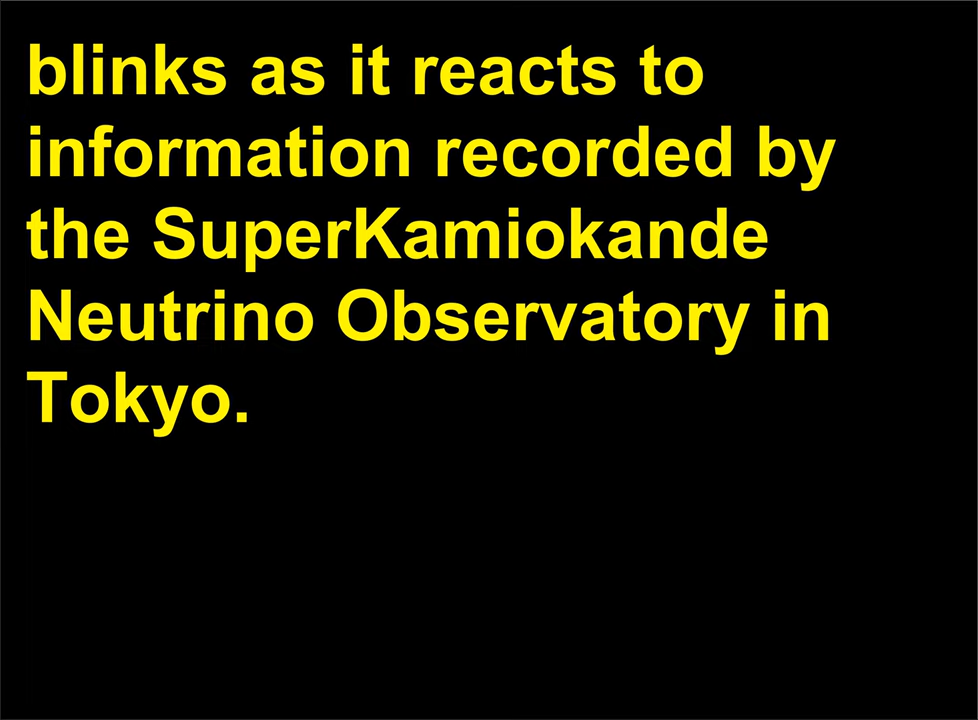 blinks as it reacts to
information recorded by
the SuperKamiokande
Neutrino Observatory in
Tokyo.